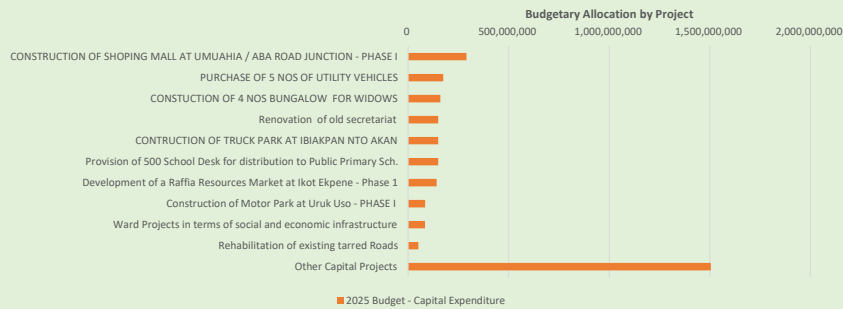 Budgetary Allocation by Project
0 500,000,000 1,000,000,000 1,500,000,000 2,000,000,000
CONSTRUCTION OF SHOPING MALL AT UMUAHIA / ABA ROAD JUNCTION - PHASE I
PURCHASE OF 5 NOS OF UTILITY VEHICLES
CONSTUCTION OF 4 NOS BUNGALOW FOR WIDOWS
Renovation of old secretariat
CONTRUCTION OF TRUCK PARK AT IBIAKPAN NTO AKAN
Provision of 500 School Desk for distribution to Public Primary Sch.
Development of a Raffia Resources Market at Ikot Ekpene - Phase 1
Construction of Motor Park at Uruk Uso - PHASE I
Ward Projects in terms of social and economic infrastructure
Rehabilitation of existing tarred Roads
Other Capital Projects
2025 Budget - Capital Expenditure